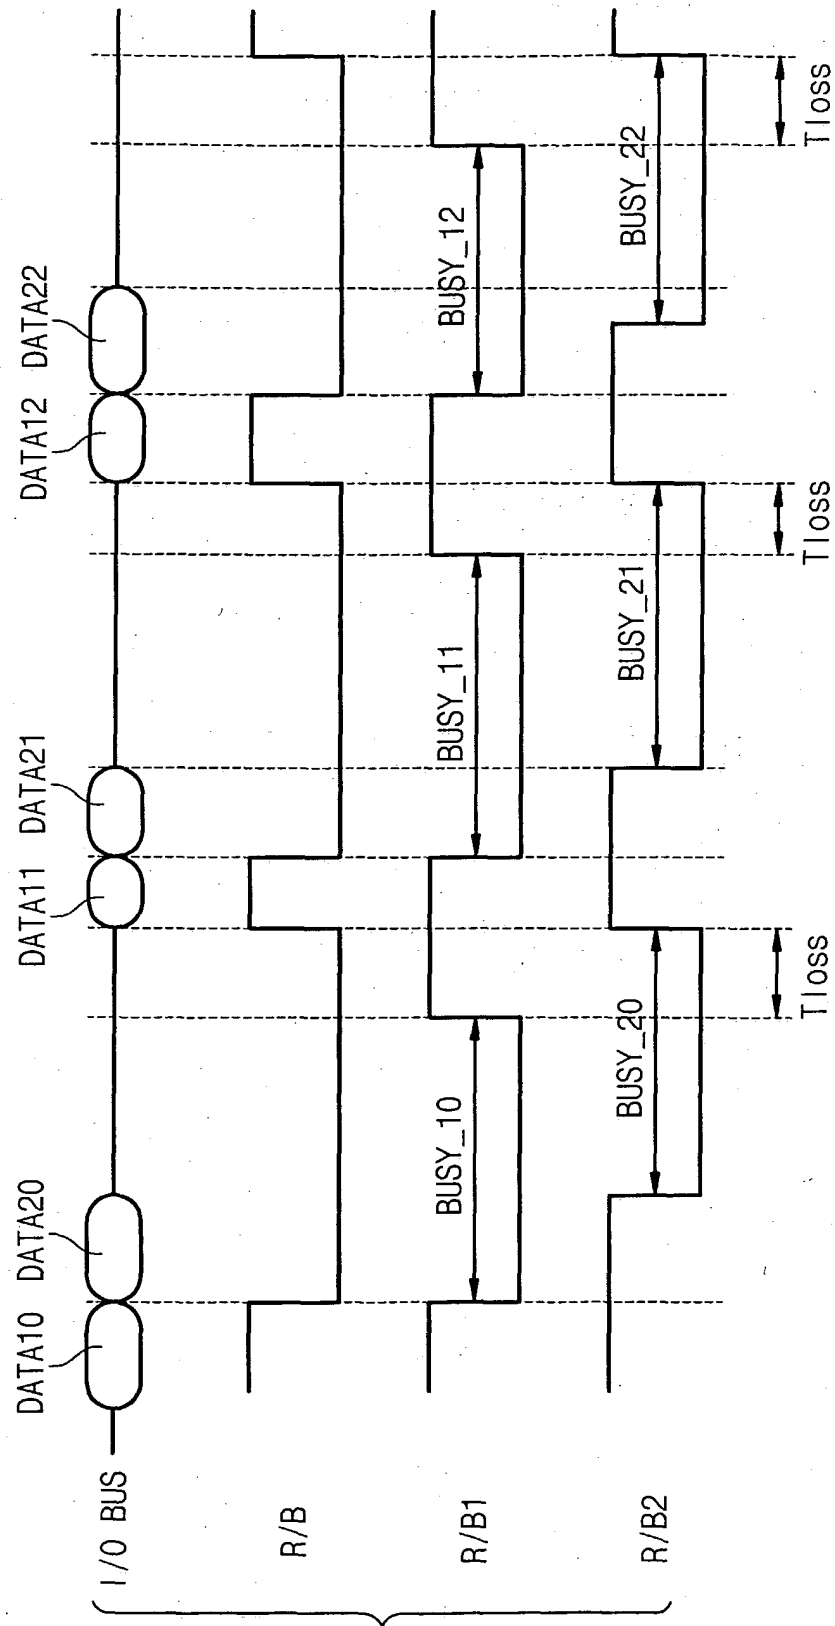 I/O BUS
DATA10
DATA20
DATA11
DATA21
DATA12
DATA22
R/B
R/B1
BUSY_10
BUSY_11
BUSY_12
R/B2
BUSY_20
BUSY_21
BUSY_22
Tloss
Tloss
Tloss